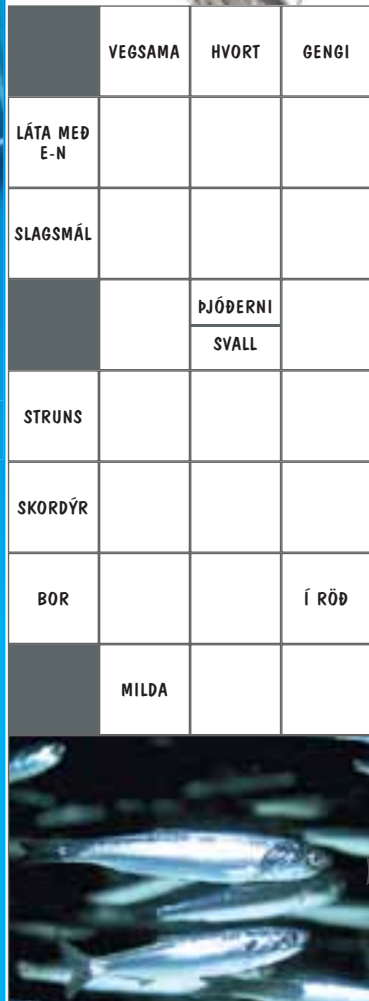 VEGSAMA HVORT GENGI
LÁTA MEÐ
E-N
SLAGSMÁL
ÞJÓÐERNI
SVALL
STRUNS
SKORDÝR
BOR Í RÖÐ
MILDA